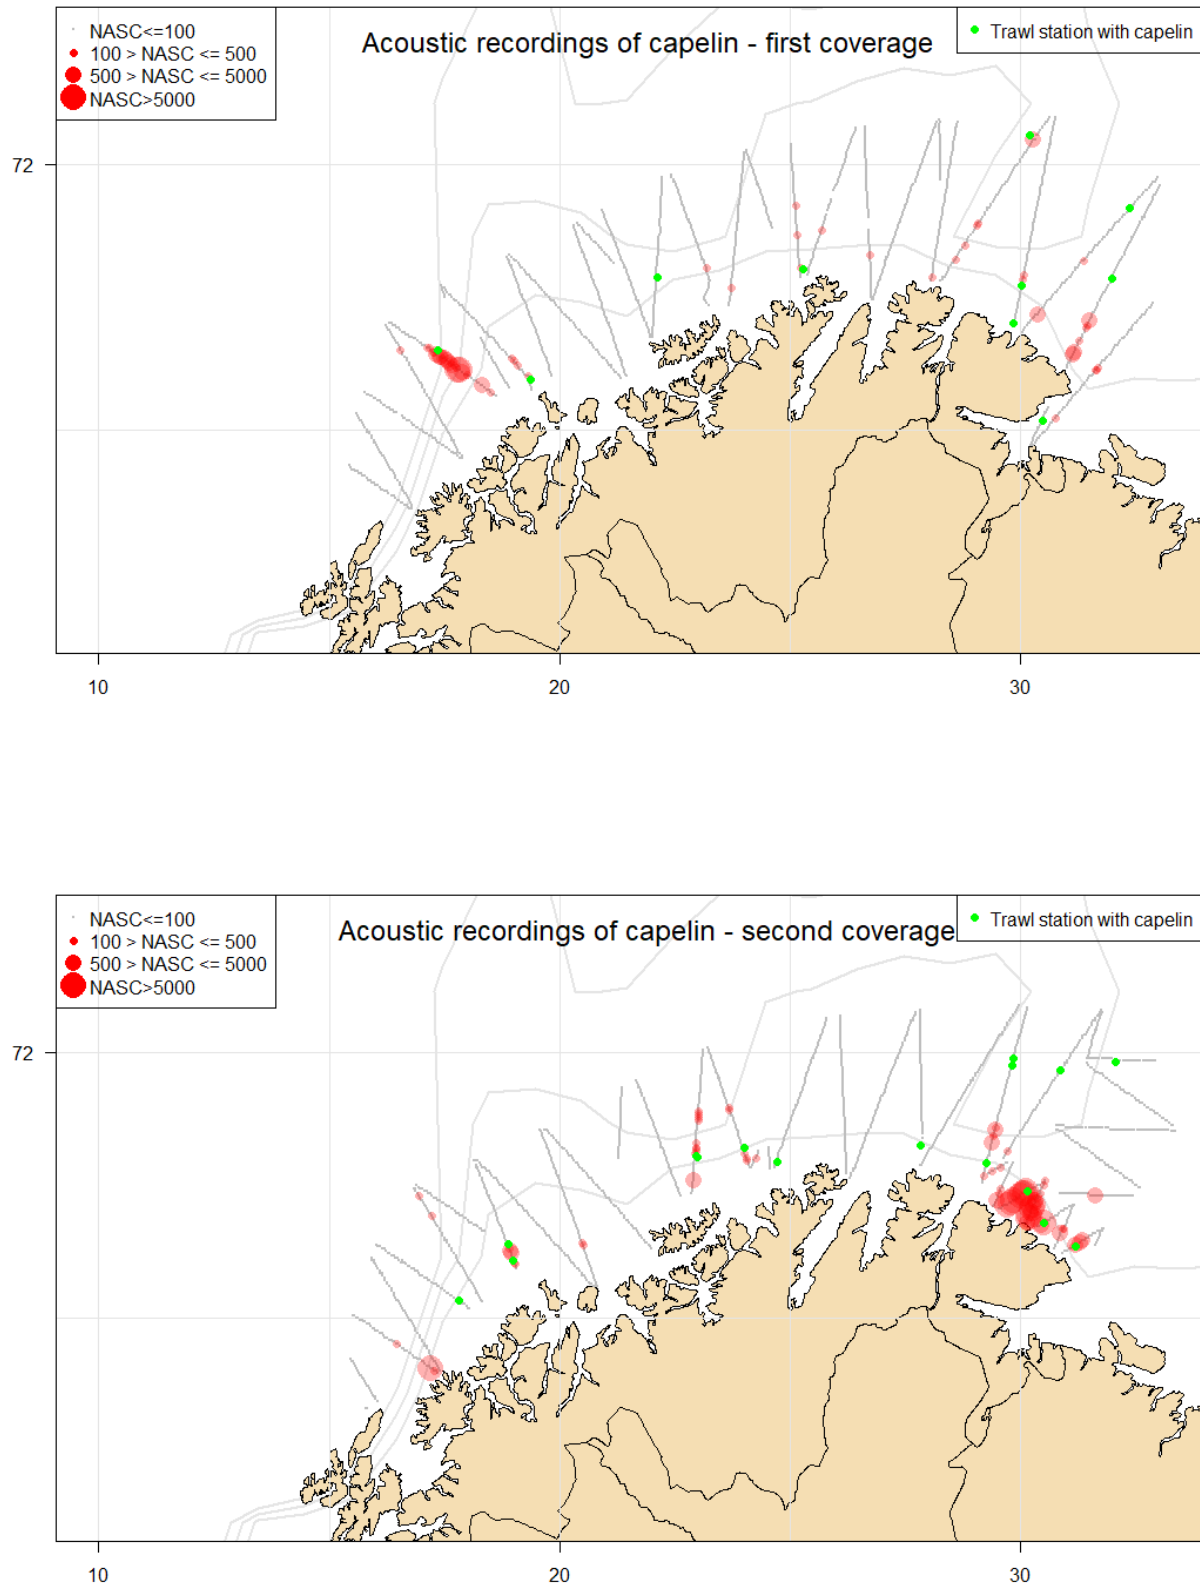 NASC<=100
100 > NASC <= 500
500 > NASC <= 5000
NASC>5000
Acoustic recordings of capelin - first coverage
Trawl station with capelin
72
10 20 30
NASC<=100
100 > NASC <= 500
500 > NASC <= 5000
NASC>5000
Acoustic recordings of capelin - second coverage
Trawl station with capelin
72
10 20 30